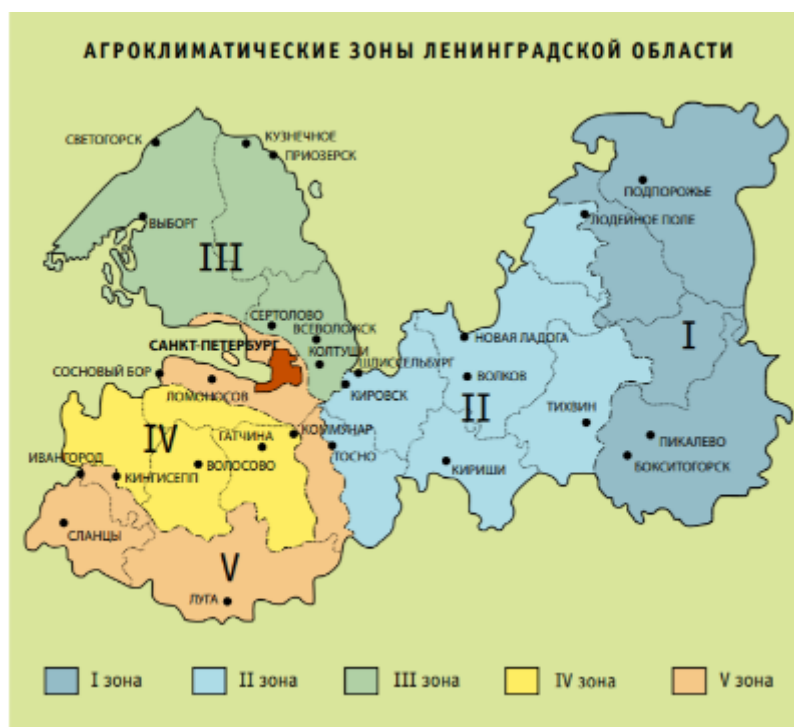 АГРОКЛИМАТИЧЕСКИЕ ЗОНЫ ЛЕНИНГРАДСКОЙ ОБЛАСТИ
СВЕТОГОРСК
КУЗНЕЧНОЕ
ПРИОЗЕРСК
ПОДПОРОЖЬЕ
ВЫБОРГ
ЛОДЕЙНОЕ ПОЛЕ
III
СЕРТОЛОВО
ВСЕВОЛОЖСК
I
НОВАЯ ЛАДОГА
САНКТ-ПЕТЕРБУРГ
КОЛТУШИ
ШЛИССЕЛЬБУРГ
СОСНОВЫЙ БОР
ВОЛКОВ
ЛОМОНОСОВ
КИРОВСК
II
ТИХВИН
IV
ГАТЧИНА
КОММУНАР
ПИКАЛЕВО
ИВАНГОРОД
ВОЛОСОВО
ТОСНО
КИРИШИ
БОКСИТОГОРСК
КИНГИСЕПП
СЛАНЦЫ
V
ЛУГА
I зона
II зона
III зона
IV зона
V зона